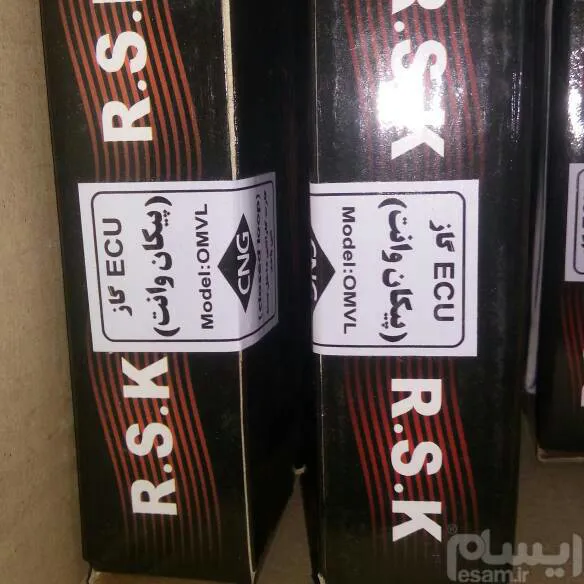 R.S.K
ECU گاز
(پیکان وانت)
Model:OMVL
CNG
R.S.K
R.S.K
ECU گاز
(پیکان وانت)
Model:OMVL
R.S.K
ایسام
esam.ir